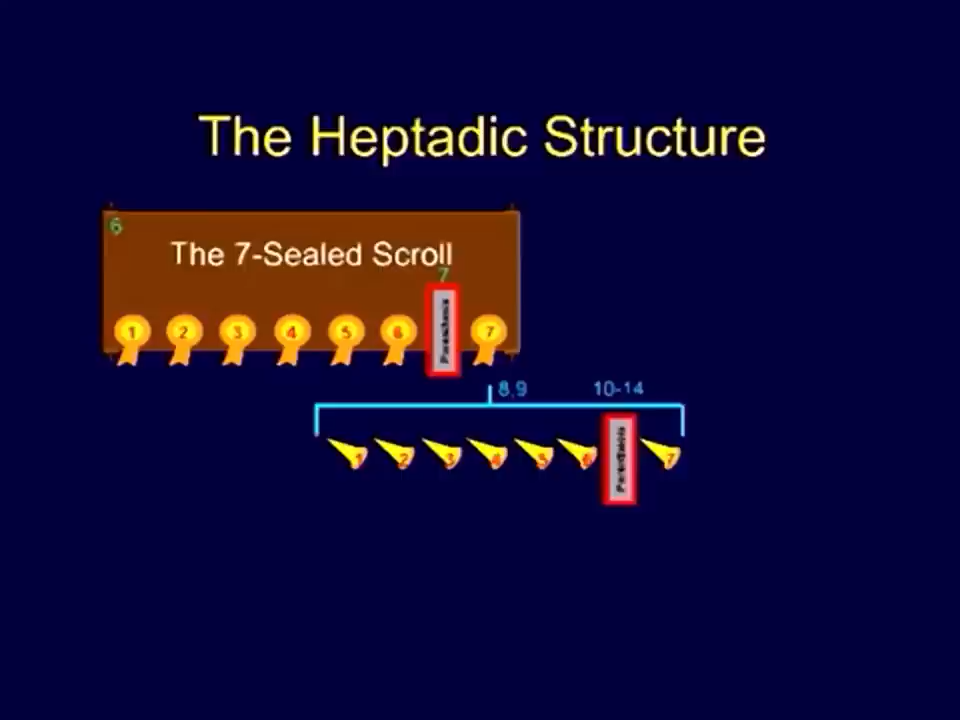 The Heptadic Structure
6
The 7-Sealed Scroll
7
1 2 3 4 5 6 Parenthesis 7
8,9 10-14
1 2 3 4 5 6 Parenthesis 7